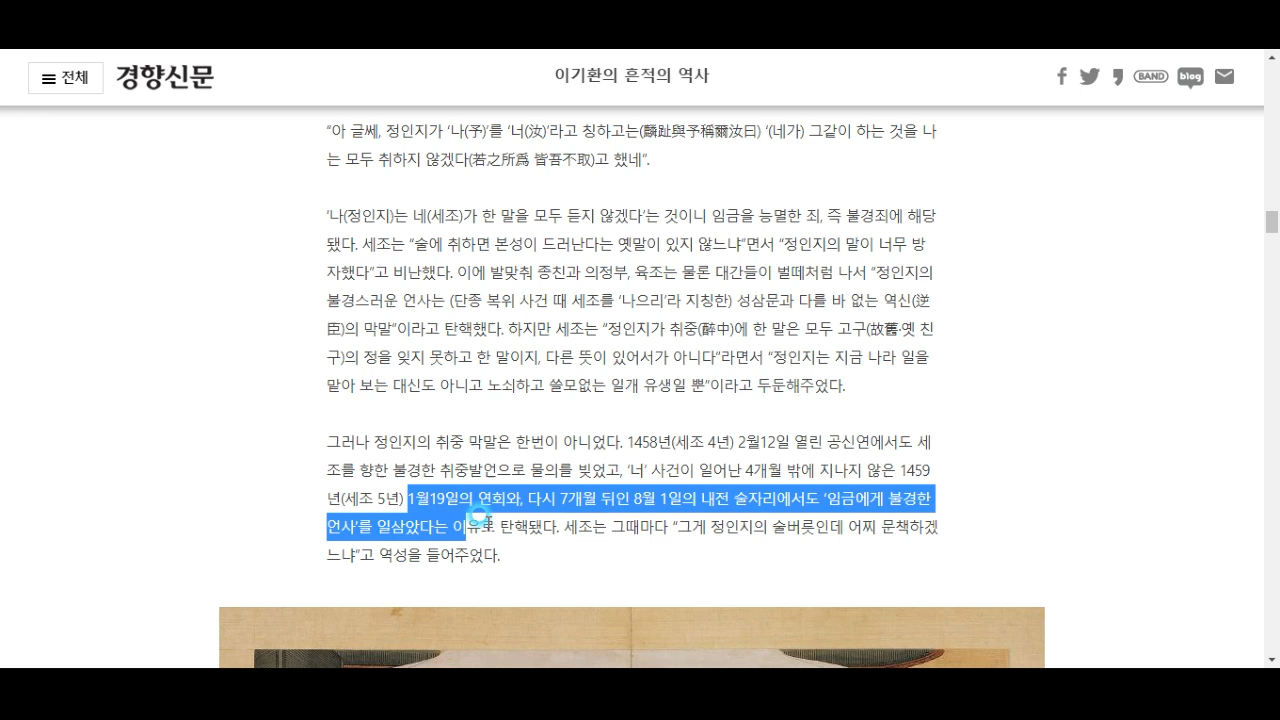 전체
경향신문
이기환의 흔적의 역사
BAND
blog
“아 글쎄, 정인지가 ‘나(予)’를 ‘너(汝)’라고 칭하고는(麟趾與予稱爾汝曰) ‘(네가) 그같이 하는 것을 나
는 모두 취하지 않겠다(若之所爲 皆吾不取)고 했네”.
‘나(정인지)는 네(세조)가 한 말을 모두 듣지 않겠다’는 것이니 임금을 능멸한 죄, 즉 불경죄에 해당
됐다. 세조는 “술에 취하면 본성이 드러난다는 옛말이 있지 않느냐”면서 “정인지의 말이 너무 방
자했다”고 비난했다. 이에 발맞춰 종친과 의정부, 육조는 물론 대간들이 벌떼처럼 나서 “정인지의
불경스러운 언사는 (단종 복위 사건 때 세조를 ‘나으리’라 지칭한) 성삼문과 다를 바 없는 역신(逆
臣)의 막말”이라고 탄핵했다. 하지만 세조는 “정인지가 취중(醉中)에 한 말은 모두 고구(故舊·옛 친
구)의 정을 잊지 못하고 한 말이지, 다른 뜻이 있어서가 아니다”라면서 “정인지는 지금 나라 일을
맡아 보는 대신도 아니고 노쇠하고 쓸모없는 일개 유생일 뿐”이라고 두둔해주었다.
그러나 정인지의 취중 막말은 한번이 아니었다. 1458년(세조 4년) 2월12일 열린 공신연에서도 세
조를 향한 불경한 취중발언으로 물의를 빚었고, ‘너’ 사건이 일어난 4개월 밖에 지나지 않은 1459
년(세조 5년) 1월19일의 연회와, 다시 7개월 뒤인 8월 1일의 내전 술자리에서도 ‘임금에게 불경한
언사’를 일삼았다는 이유로 탄핵됐다. 세조는 그때마다 “그게 정인지의 술버릇인데 어찌 문책하겠
느냐”고 역성을 들어주었다.